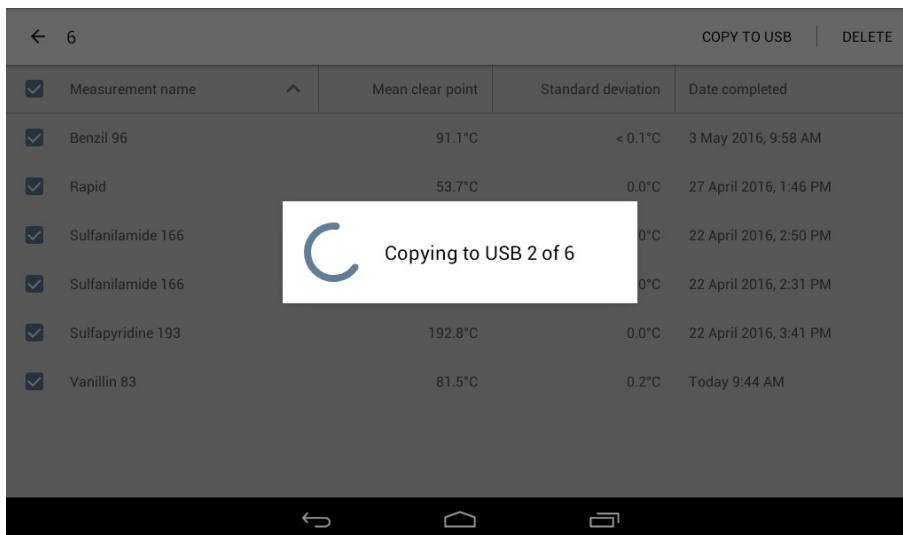 6 COPY TO USB DELETE
Measurement name Mean clear point Standard deviation Date completed
Benzil 96 91.1°C < 0.1°C 3 May 2016, 9:58 AM
Rapid 53.7°C 0.0°C 27 April 2016, 1:46 PM
Sulfanilamide 166 0°C 22 April 2016, 2:50 PM
Copying to USB 2 of 6
Sulfanilamide 166 0°C 22 April 2016, 2:31 PM
Sulfapyridine 193 192.8°C 0.0°C 22 April 2016, 3:41 PM
Vanillin 83 81.5°C 0.2°C Today 9:44 AM